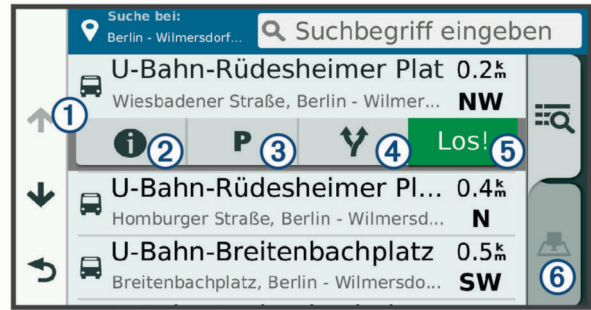 Suche bei:
Berlin - Wilmersdorf...
Suchbegriff eingeben
U-Bahn-Rüdesheimer Plat 0.2 km
Wiesbadener Straße, Berlin - Wilmer... NW
1
2
P 3
4
Los! 5
U-Bahn-Rüdesheimer Pl... 0.4 km
Homburger Straße, Berlin - Wilmersd... N
U-Bahn-Breitenbachplatz 0.5 km
Breitenbachplatz, Berlin - Wilmersdo... SW
6